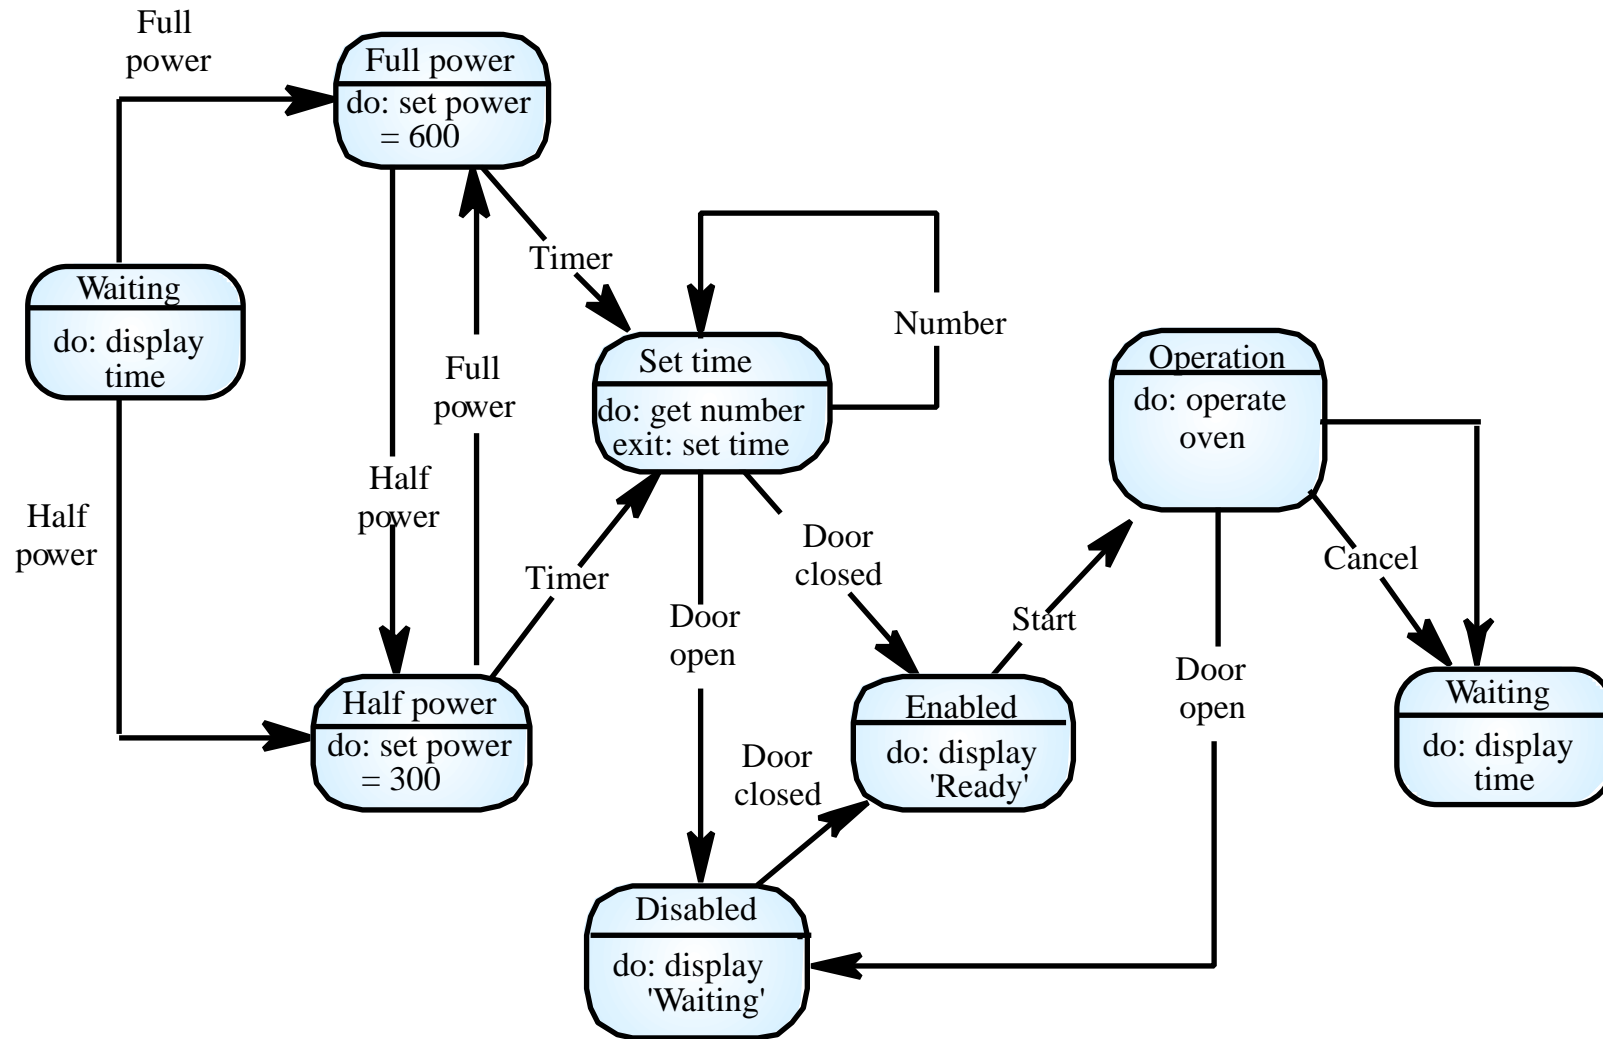 Full
power
Full power
do: set power
= 600
Timer
Waiting
do: display
time
Number
Set time
do: get number
exit: set time
Operation
do: operate
oven
Full
power
Half
power
Half
power
Timer
Door
closed
Cancel
Door
open
Start
Door
open
Half power
do: set power
= 300
Enabled
do: display
'Ready'
Waiting
do: display
time
Door
closed
Disabled
do: display
'Waiting'